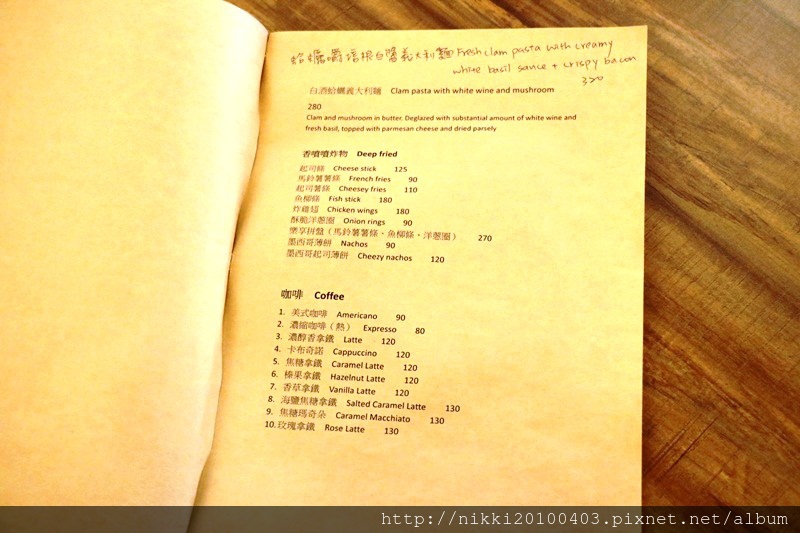 蛤蠣嚼培根白醬義大利麵 Fresh clam pasta with creamy
white basil sauce + crispy bacon
320
白酒蛤蠣義大利麵 Clam pasta with white wine and mushroom
280
Clam and mushroom in butter. Deglazed with substantial amount of white wine and
fresh basil, topped with parmesan cheese and dried parsely
香噴噴炸物 Deep fried
起司條 Cheese stick 125
馬鈴薯薯條 French fries 90
起司薯條 Cheesey fries 110
魚柳條 Fish stick 180
炸雞翅 Chicken wings 180
酥脆洋蔥圈 Onion rings 90
樂享拼盤（馬鈴薯薯條、魚柳條、洋蔥圈） 270
墨西哥薄餅 Nachos 90
墨西哥起司薄餅 Cheezy nachos 120
咖啡 Coffee
1. 美式咖啡 Americano 90
2. 濃縮咖啡（熱） Expresso 80
3. 濃醇香拿鐵 Latte 120
4. 卡布奇諾 Cappuccino 120
5. 焦糖拿鐵 Caramel Latte 120
6. 榛果拿鐵 Hazelnut Latte 120
7. 香草拿鐵 Vanilla Latte 120
8. 海鹽焦糖拿鐵 Salted Caramel Latte 130
9. 焦糖瑪奇朵 Caramel Macchiato 130
10. 玫瑰拿鐵 Rose Latte 130
http://nikki20100403.pixnet.net/album